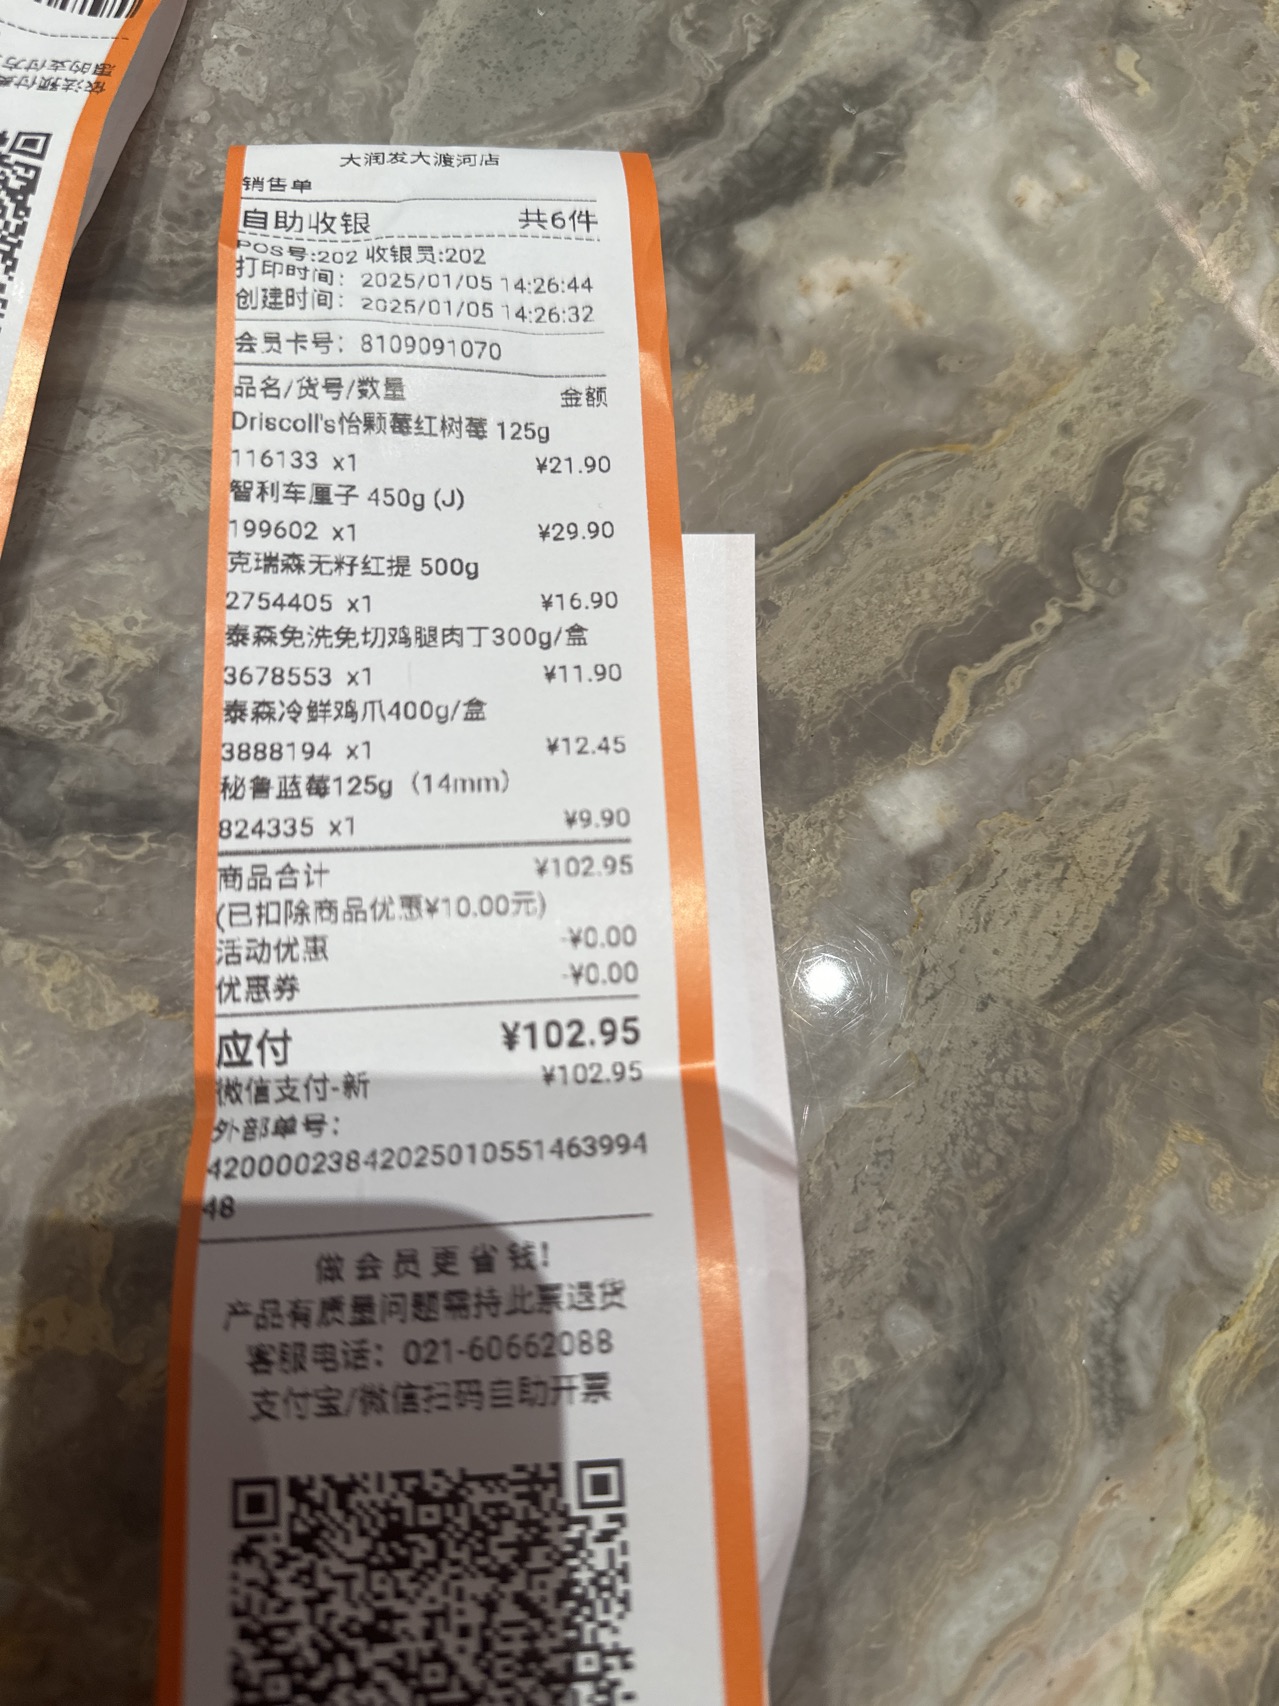 大润发大渡河店
销售单
自助收银 共6件
POS号:202 收银员:202
打印时间: 2025/01/05 14:26:44
创建时间: 2025/01/05 14:26:32
会员卡号: 8109091070
品名/货号/数量 金额
Driscoll's怡颗莓红树莓 125g
116133 x1 ¥21.90
智利车厘子 450g (J)
199602 x1 ¥29.90
克瑞森无籽红提 500g
2754405 x1 ¥16.90
泰森免洗免切鸡腿肉丁300g/盒
3678553 x1 ¥11.90
泰森冷鲜鸡爪400g/盒
3888194 x1 ¥12.45
秘鲁蓝莓125g（14mm）
824335 x1 ¥9.90
商品合计 ¥102.95
(已扣除商品优惠¥10.00元)
活动优惠 -¥0.00
优惠券 -¥0.00
应付 ¥102.95
微信支付-新 ¥102.95
外部单号:
42000023842025010551463994
48
做会员更省钱!
产品有质量问题需持此票退货
客服电话: 021-60662088
支付宝/微信扫码自助开票